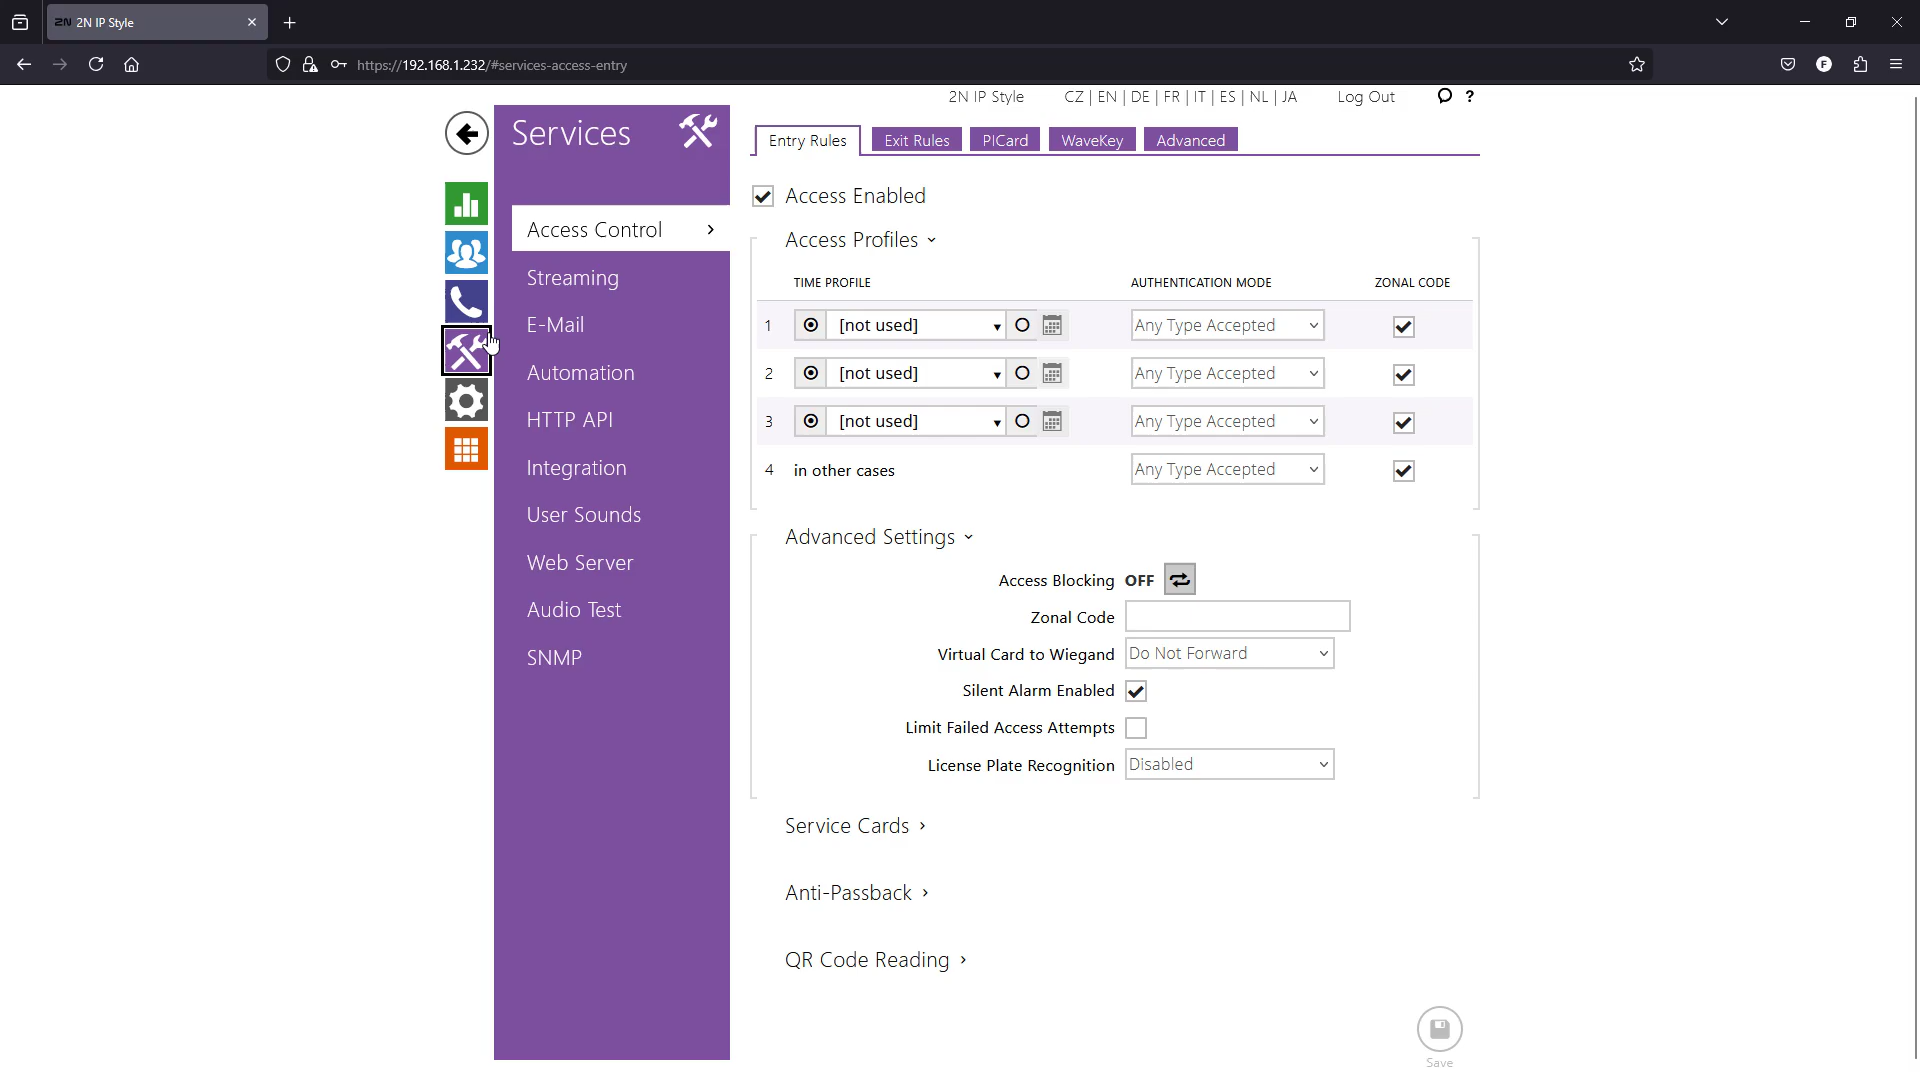 2N IP Style
https://192.168.1.232/#services-access-entry
F
2N IP Style CZ | EN | DE | FR | IT | ES | NL | JA Log Out ?
Services
Entry Rules Exit Rules PICard WaveKey Advanced
Access Control
Streaming
E-Mail
Automation
HTTP API
Integration
User Sounds
Web Server
Audio Test
SNMP
Access Enabled
Access Profiles
TIME PROFILE AUTHENTICATION MODE ZONAL CODE
1 [not used] Any Type Accepted
2 [not used] Any Type Accepted
3 [not used] Any Type Accepted
4 in other cases Any Type Accepted
Advanced Settings
Access Blocking OFF
Zonal Code
Virtual Card to Wiegand Do Not Forward
Silent Alarm Enabled
Limit Failed Access Attempts
License Plate Recognition Disabled
Service Cards
Anti-Passback
QR Code Reading
Save